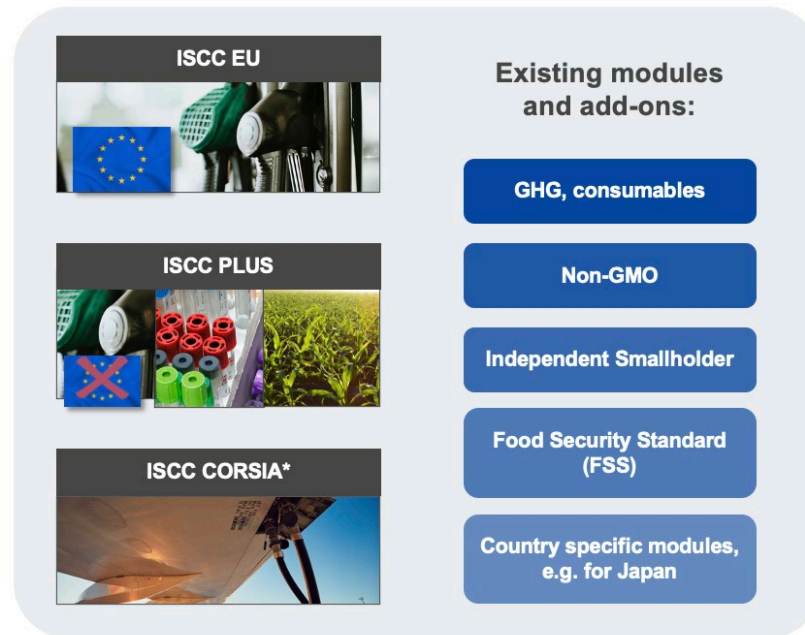 ISCC EU
ISCC PLUS
ISCC CORSIA*
Existing modules
and add-ons:
GHG, consumables
Non-GMO
Independent Smallholder
Food Security Standard
(FSS)
Country specific modules,
e.g. for Japan